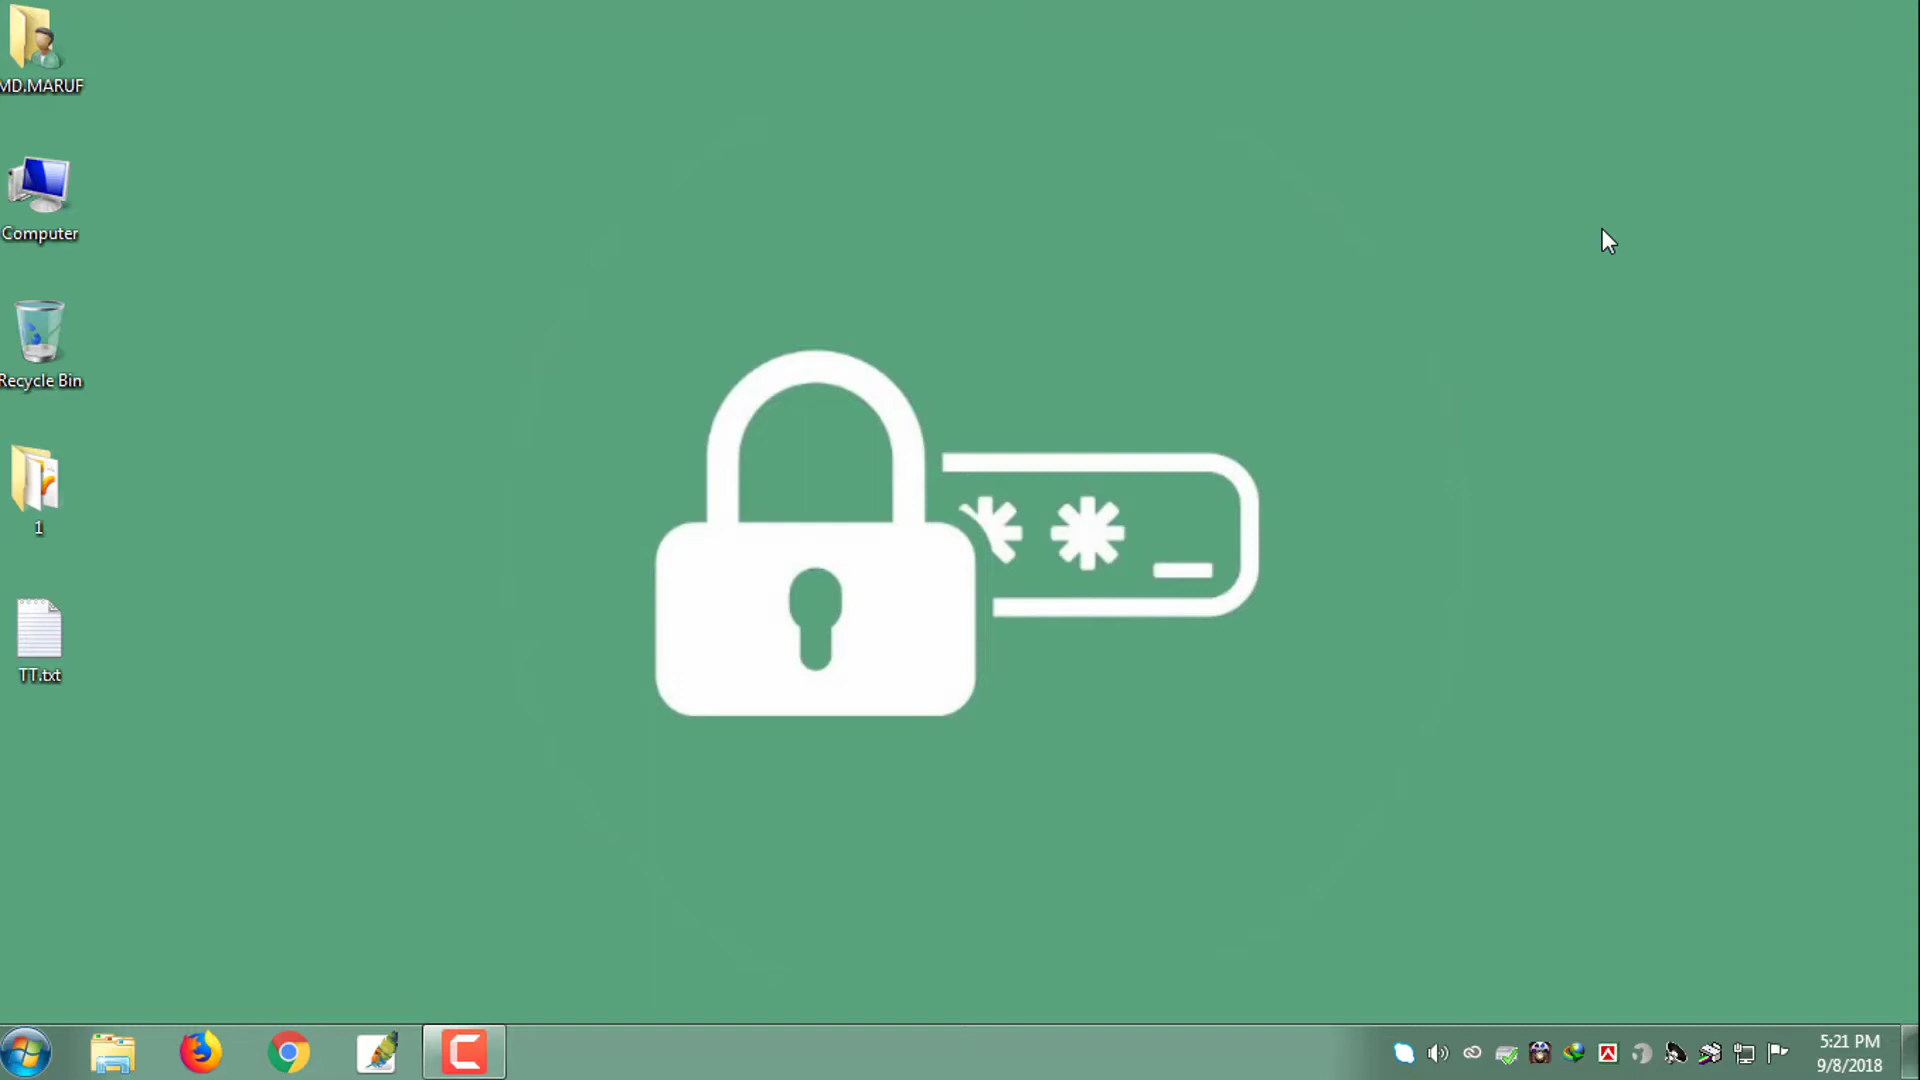 MD.MARUF
Computer
Recycle Bin
1
TT.txt
5:21 PM
9/8/2018